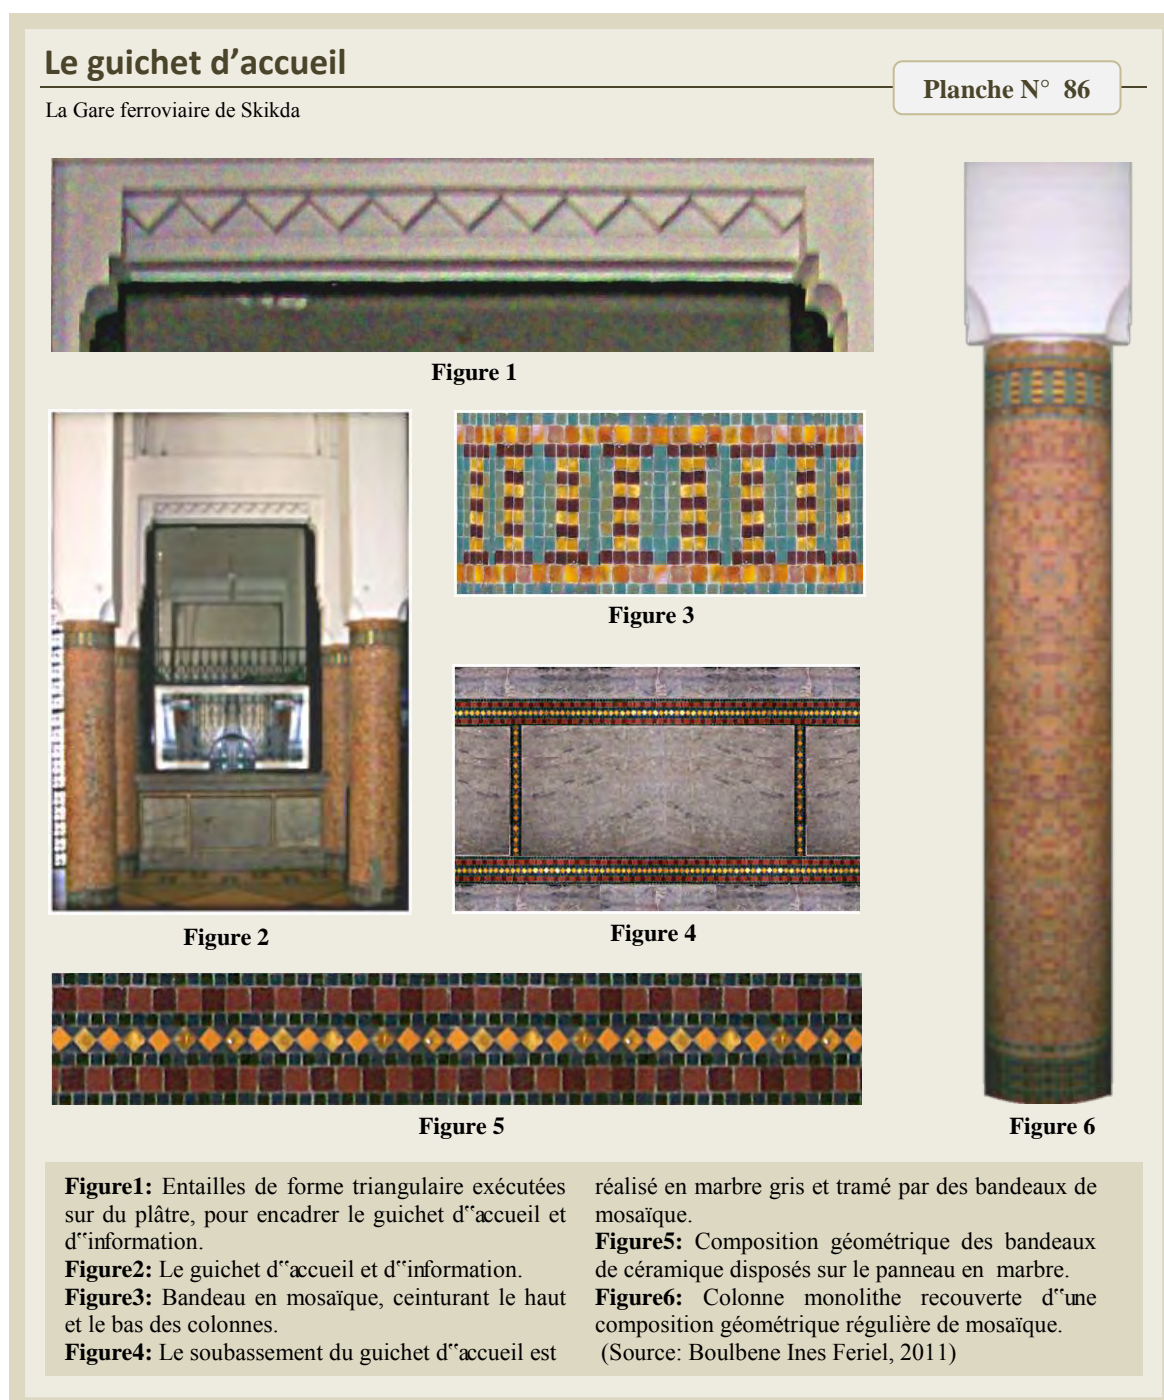 Le guichet d’accueil
Planche N° 86
La Gare ferroviaire de Skikda
Figure 1
Figure 3
Figure 2
Figure 4
Figure 5
Figure 6
Figure1: Entailles de forme triangulaire exécutées
sur du plâtre, pour encadrer le guichet d‟accueil et
d‟information.
Figure2: Le guichet d‟accueil et d‟information.
Figure3: Bandeau en mosaïque, ceinturant le haut
et le bas des colonnes.
Figure4: Le soubassement du guichet d‟accueil est
réalisé en marbre gris et tramé par des bandeaux de
mosaïque.
Figure5: Composition géométrique des bandeaux
de céramique disposés sur le panneau en marbre.
Figure6: Colonne monolithe recouverte d‟une
composition géométrique régulière de mosaïque.
(Source: Boulbene Ines Feriel, 2011)